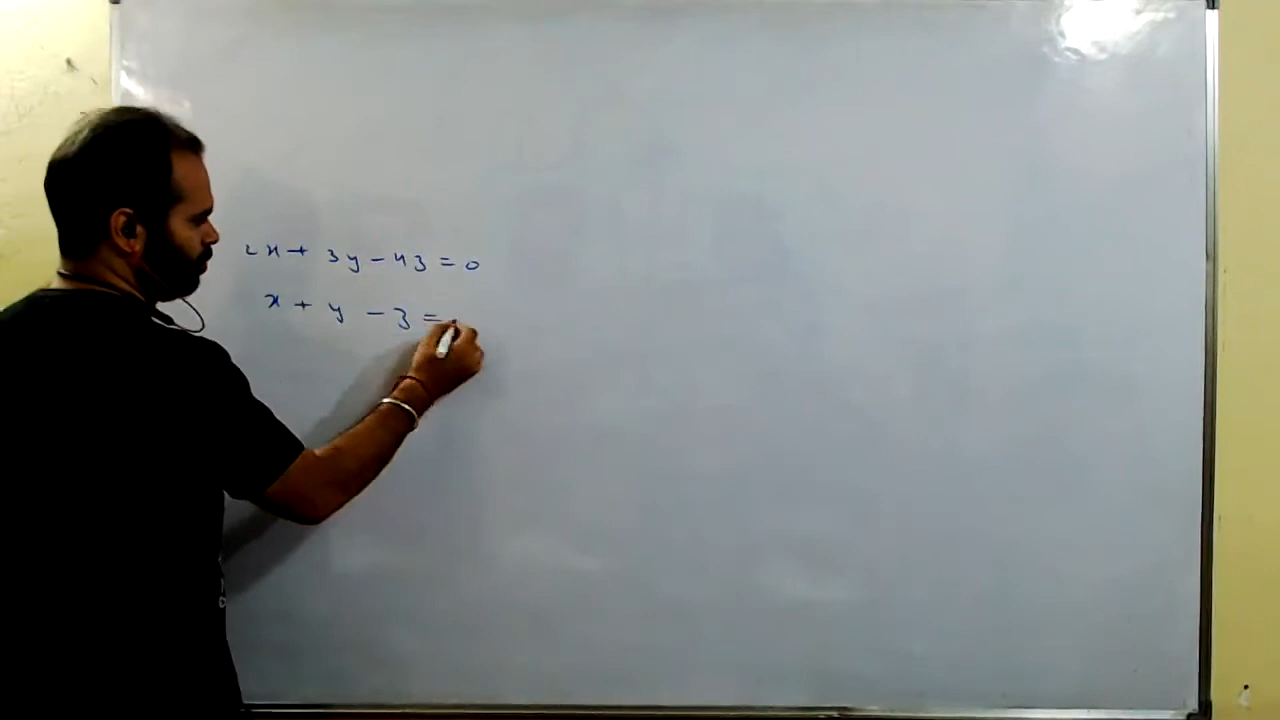 2x + 3y - 4z = 0
x + y - z =